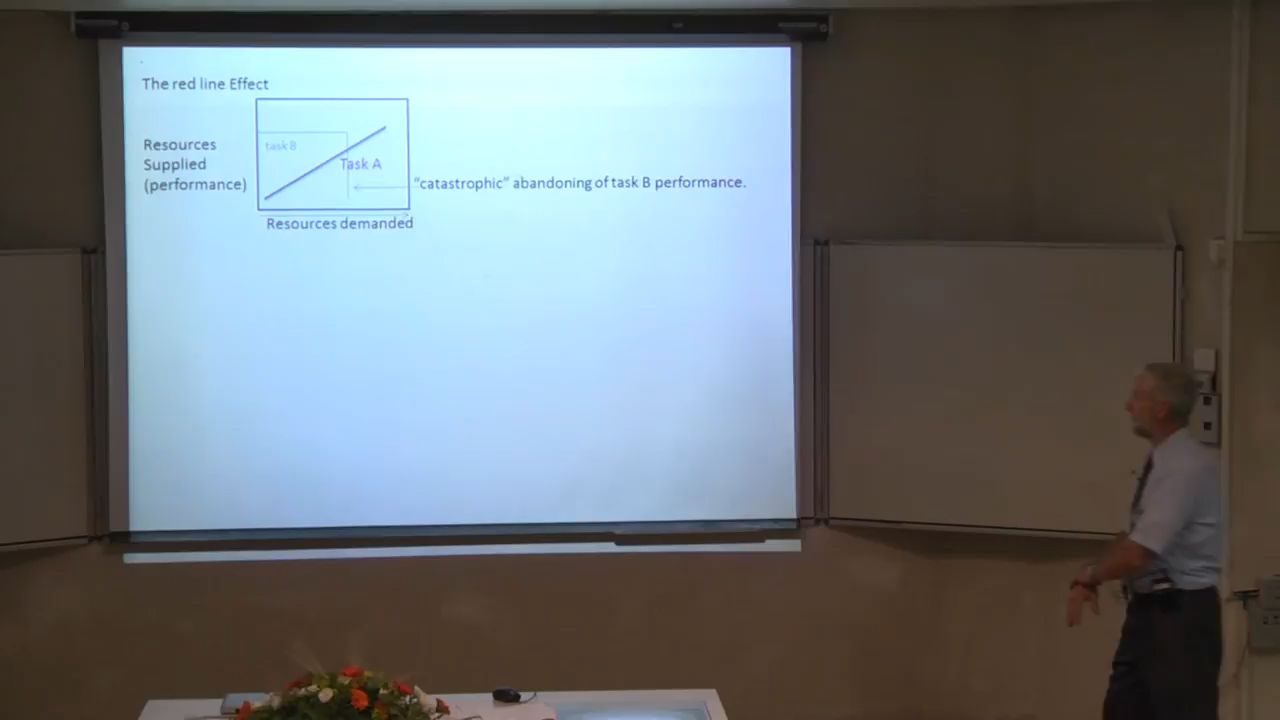 The red line Effect
Resources
Supplied
(performance)
task B
Task A
"catastrophic" abandoning of task B performance.
Resources demanded